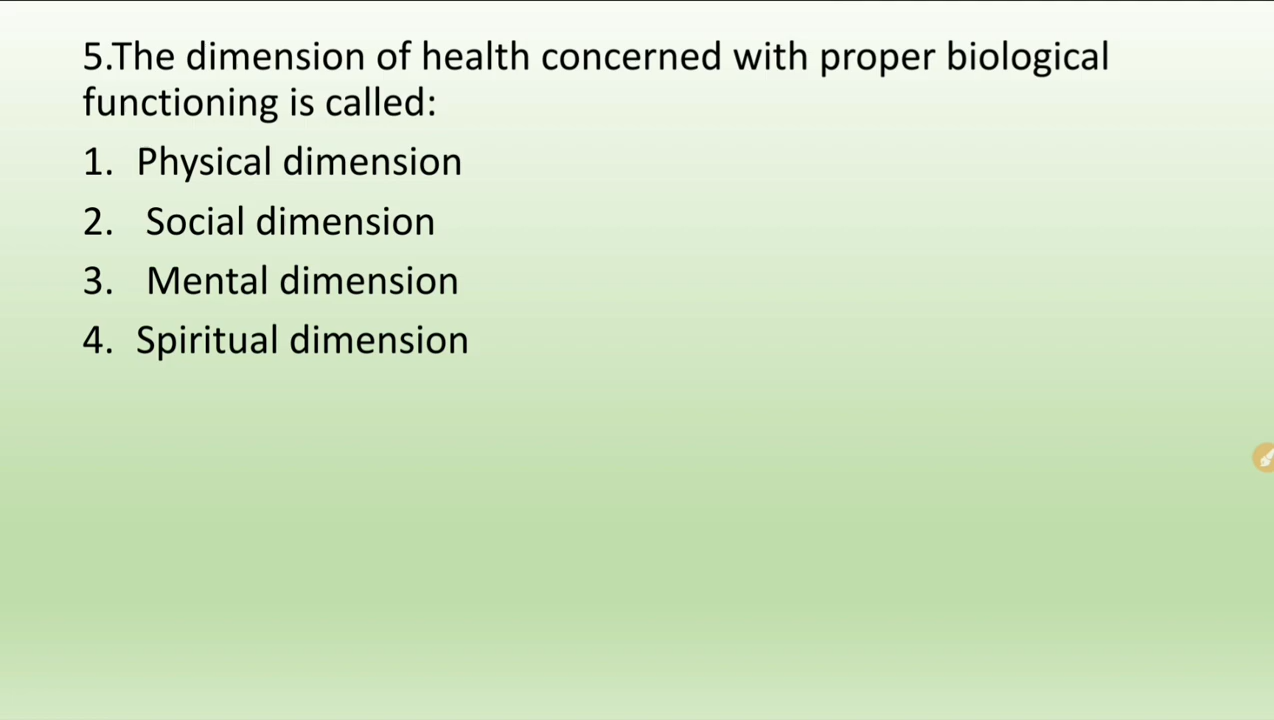 5.The dimension of health concerned with proper biological
functioning is called:
1. Physical dimension
2. Social dimension
3. Mental dimension
4. Spiritual dimension